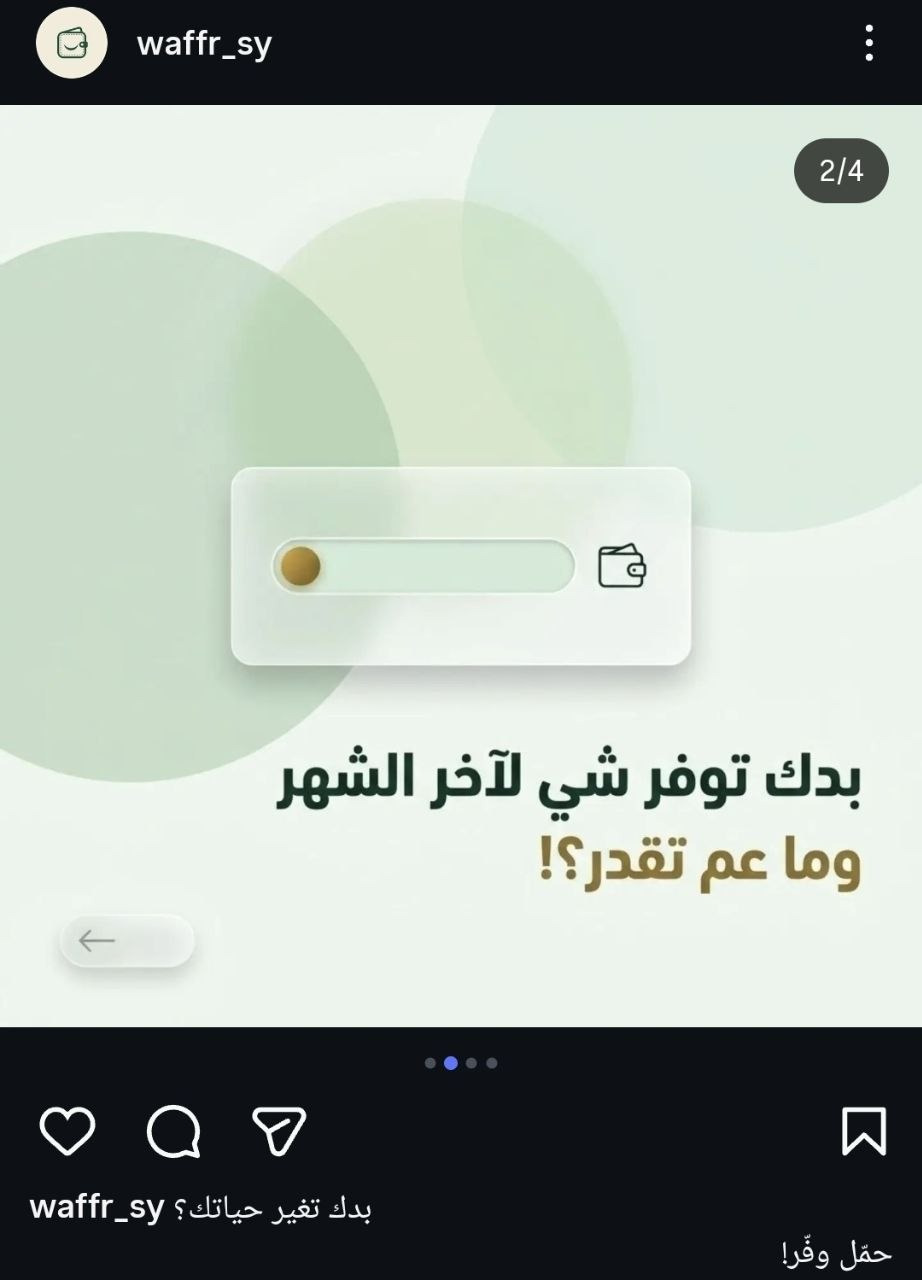 waffr_sy
2/4
بدك توفر شي لآخر الشهر
وما عم تقدر؟!
waffr_sy بدك تغير حياتك؟
حمّل وفّر!